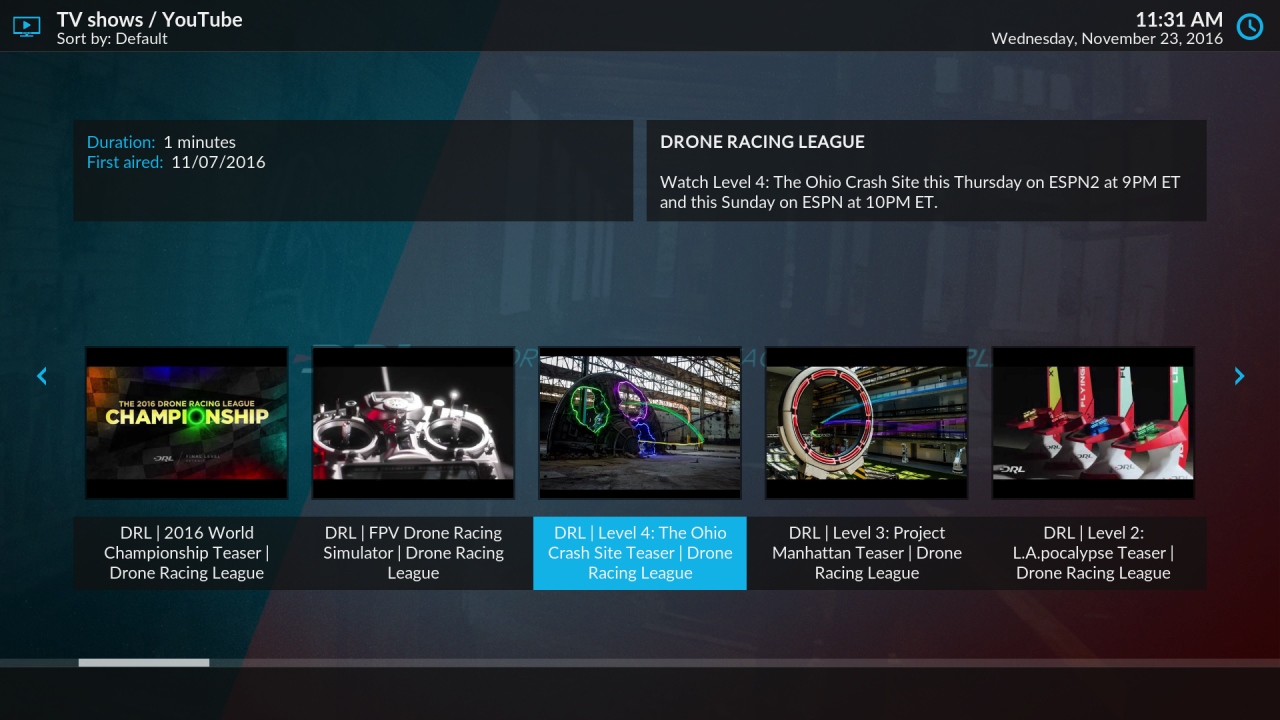 TV shows / YouTube
Sort by: Default
11:31 AM
Wednesday, November 23, 2016
Duration: 1 minutes
First aired: 11/07/2016
DRONE RACING LEAGUE
Watch Level 4: The Ohio Crash Site this Thursday on ESPN2 at 9PM ET
and this Sunday on ESPN at 10PM ET.
THE 2016 DRONE RACING LEAGUE
CHAMPIONSHIP
DRL
FLYING
DRL
DRL | 2016 World
Championship Teaser |
Drone Racing League
DRL | FPV Drone Racing
Simulator | Drone Racing
League
DRL | Level 4: The Ohio
Crash Site Teaser | Drone
Racing League
DRL | Level 3: Project
Manhattan Teaser | Drone
Racing League
DRL | Level 2:
L.A.pocalypse Teaser |
Drone Racing League